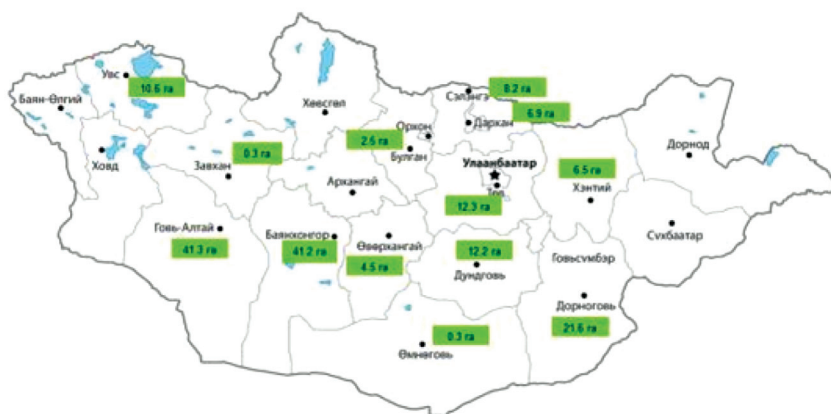 Увс
10.6 га
Баян-Өлгий
Ховд
Хөвсгөл
Завхан
0.3 га
Сэлэнгэ
8.2 га
Дархан
6.9 га
Орхон
2.5 га
Булган
Архангай
Улаанбаатар
Төв
12.3 га
6.5 га
Хэнтий
Дорнод
Сүхбаатар
Говь-Алтай
41.3 га
Баянхонгор
41.2 га
Өвөрхангай
4.5 га
12.2 га
Дундговь
Говьсүмбэр
Дорноговь
21.6 га
0.3 га
Өмнөговь